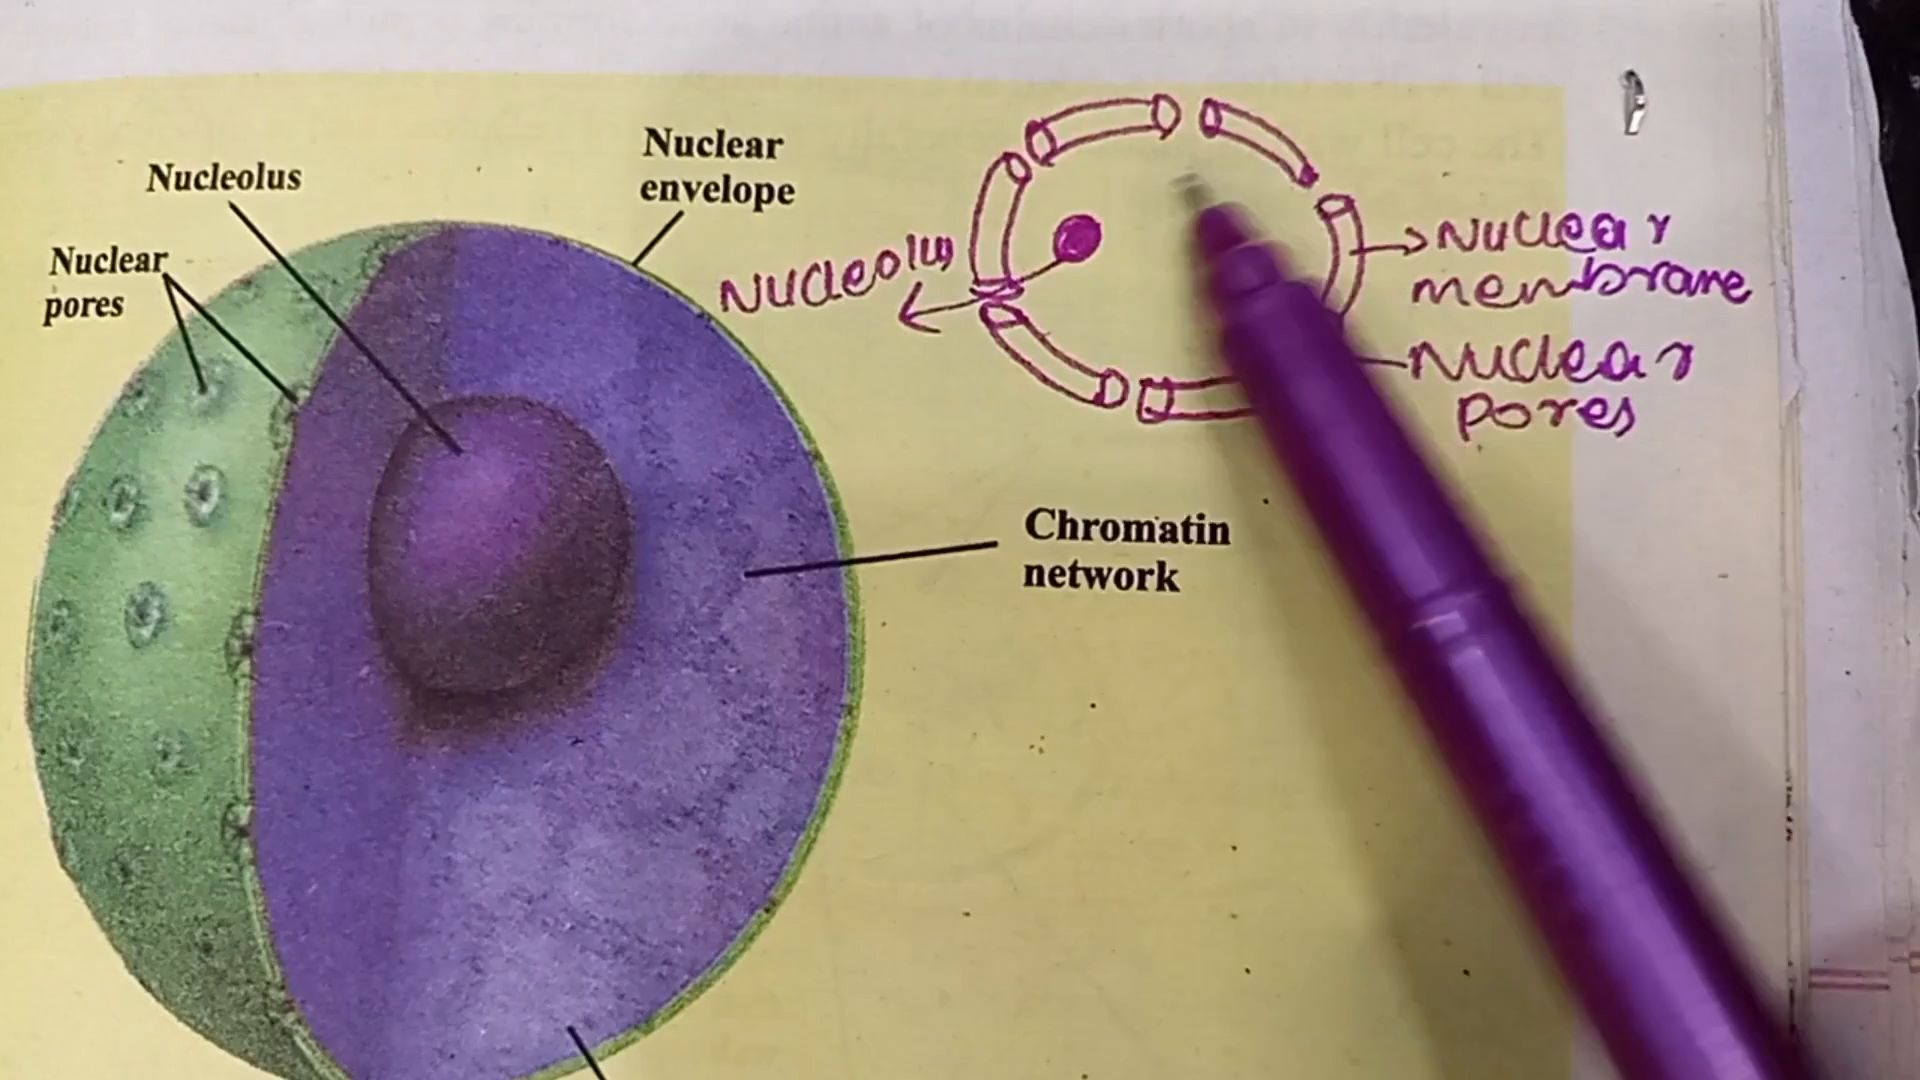 Nucleolus
Nuclear
envelope
Nuclear
pores
Nucleolus
Nuclear
membrane
Nuclear
pores
Chromatin
network